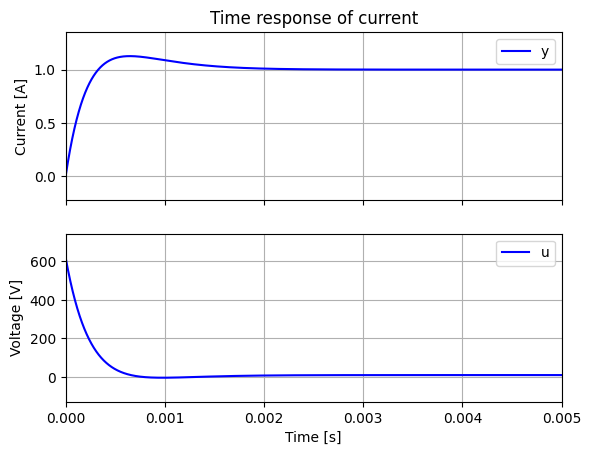 Time response of current
y
1.0
0.5
0.0
Current [A]
u
600
400
200
0
Voltage [V]
0.000 0.001 0.002 0.003 0.004 0.005
Time [s]